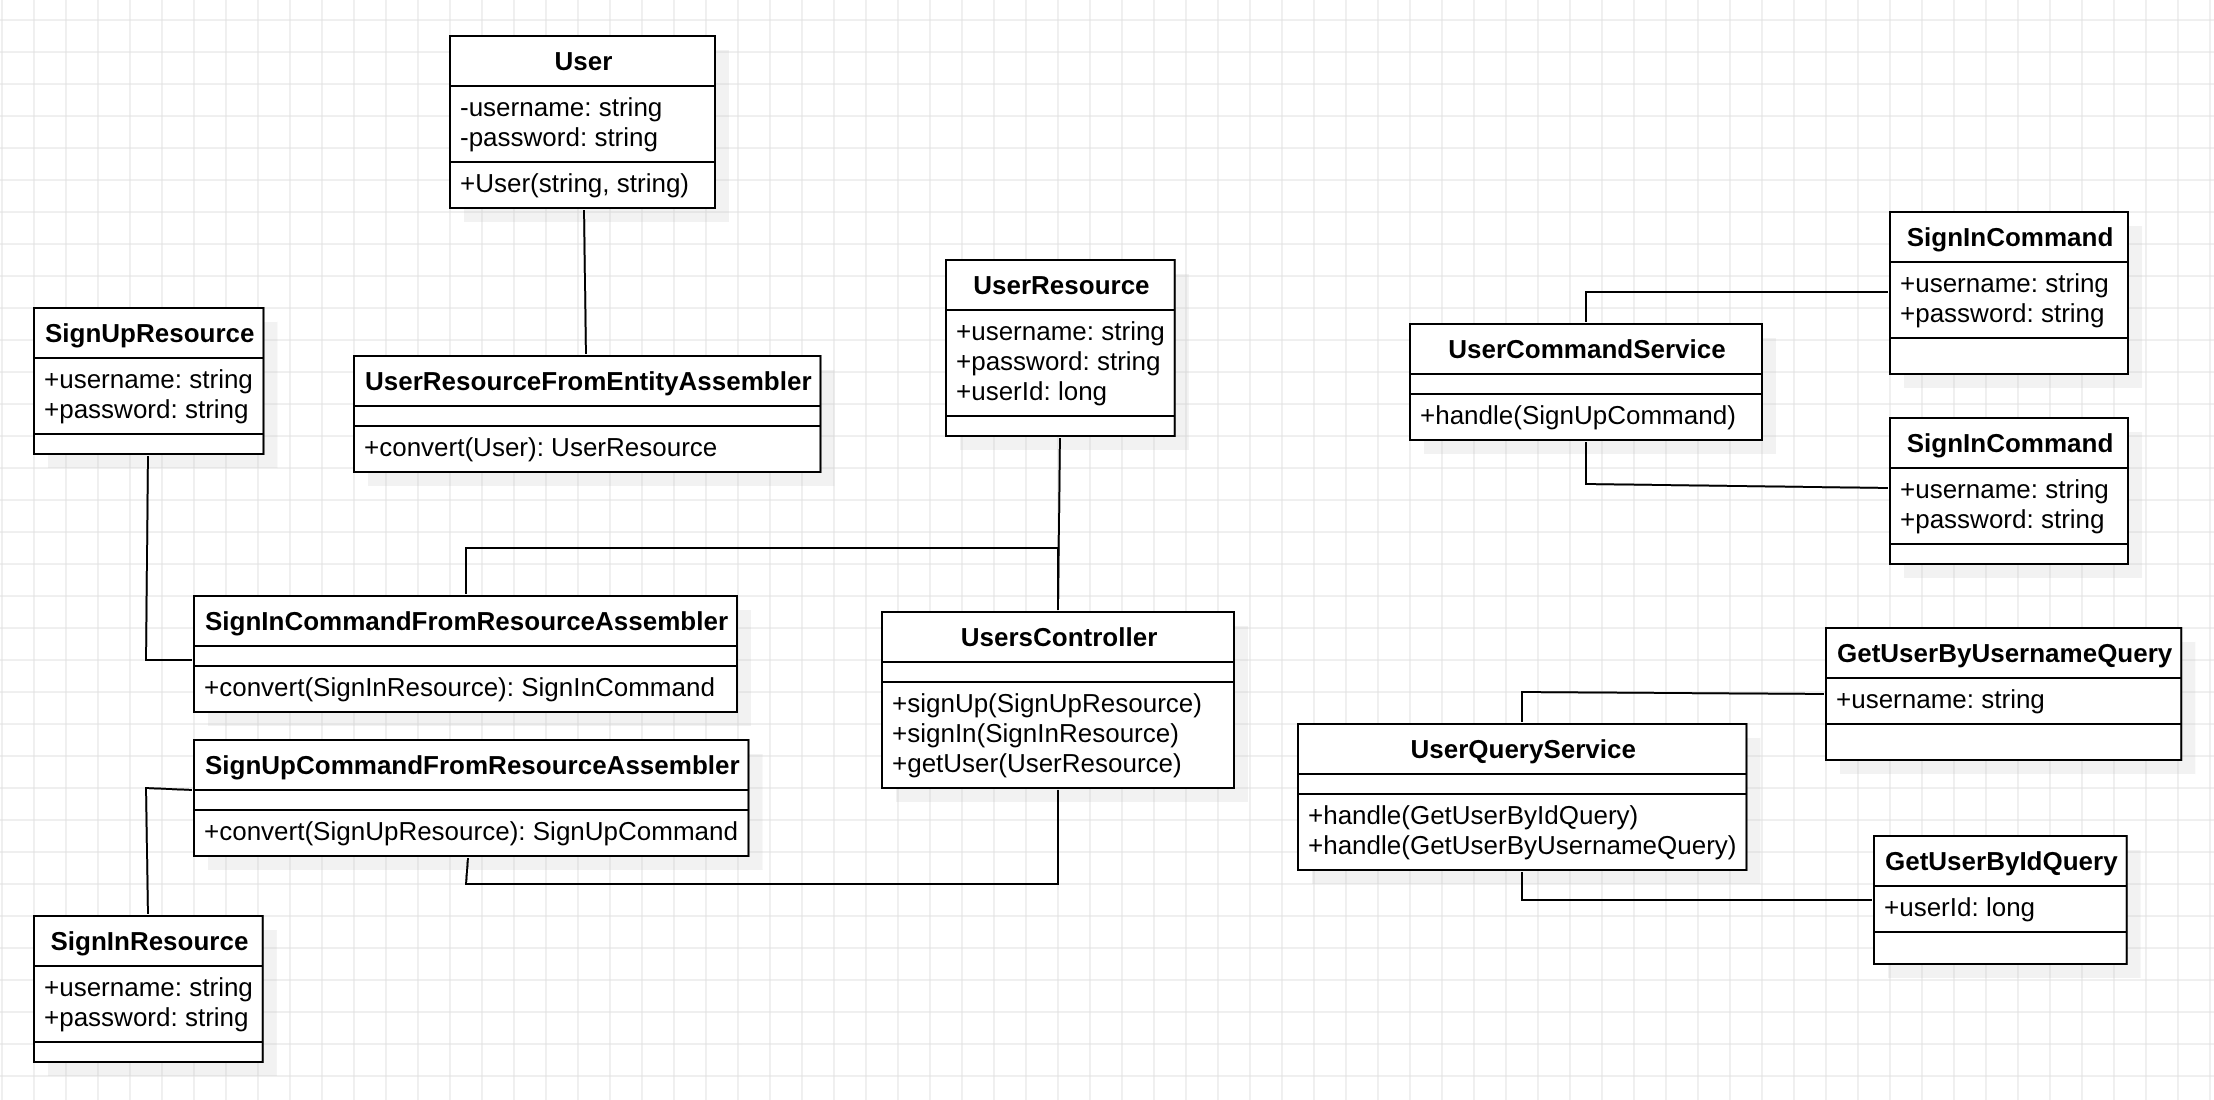 User
-username: string
-password: string
+User(string, string)
SignUpResource
+username: string
+password: string
UserResourceFromEntityAssembler
+convert(User): UserResource
UserResource
+username: string
+password: string
+userId: long
UserCommandService
+handle(SignUpCommand)
SignInCommand
+username: string
+password: string
SignInCommand
+username: string
+password: string
SignInCommandFromResourceAssembler
+convert(SignInResource): SignInCommand
SignUpCommandFromResourceAssembler
+convert(SignUpResource): SignUpCommand
SignInResource
+username: string
+password: string
UsersController
+signUp(SignUpResource)
+signIn(SignInResource)
+getUser(UserResource)
UserQueryService
+handle(GetUserByIdQuery)
+handle(GetUserByUsernameQuery)
GetUserByUsernameQuery
+username: string
GetUserByIdQuery
+userId: long